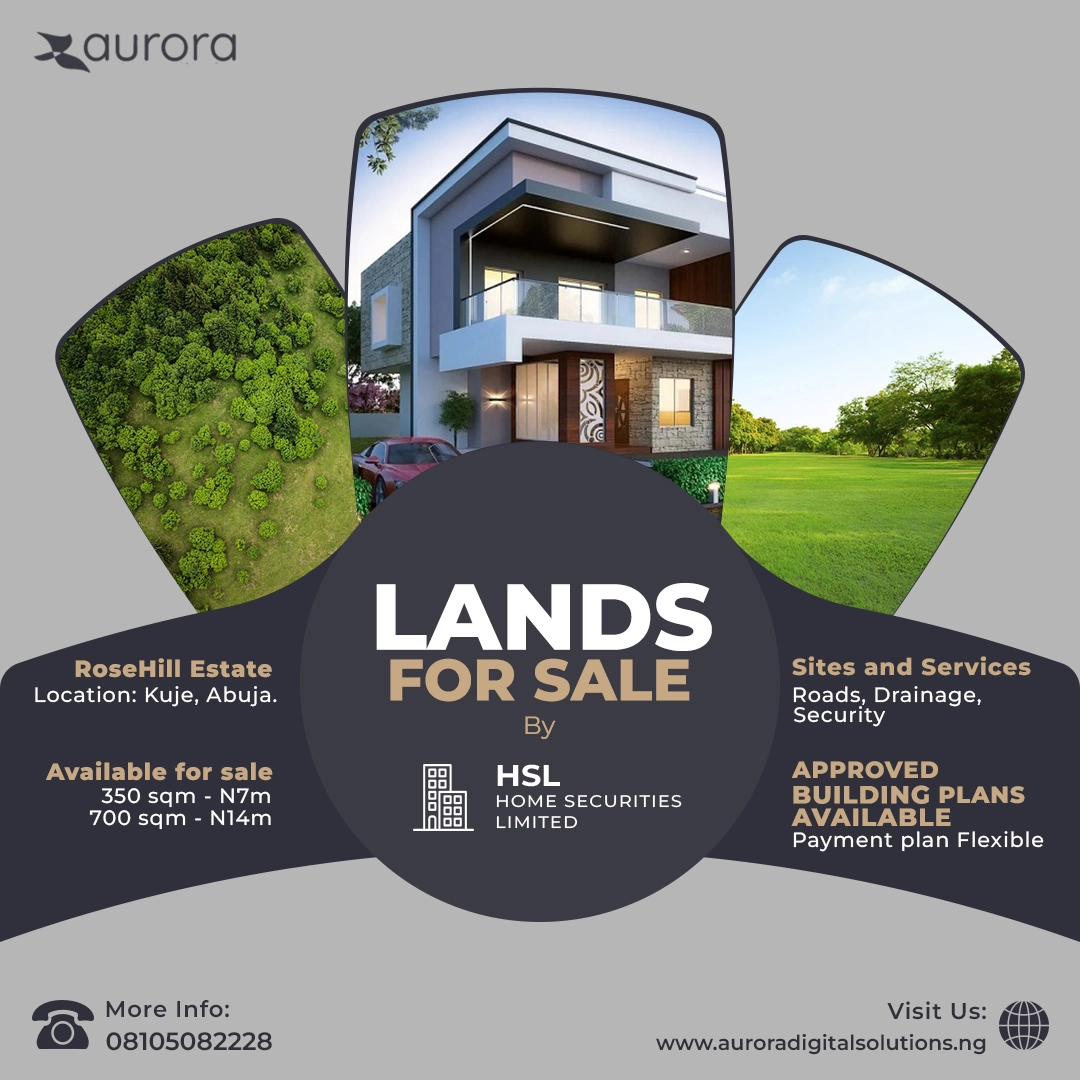 aurora
LANDS
FOR SALE
By
HSL
HOME SECURITIES
LIMITED
RoseHill Estate
Location: Kuje, Abuja.
Available for sale
350 sqm - N7m
700 sqm - N14m
Sites and Services
Roads, Drainage,
Security
APPROVED
BUILDING PLANS
AVAILABLE
Payment plan Flexible
More Info:
08105082228
Visit Us:
www.auroradigitalsolutions.ng